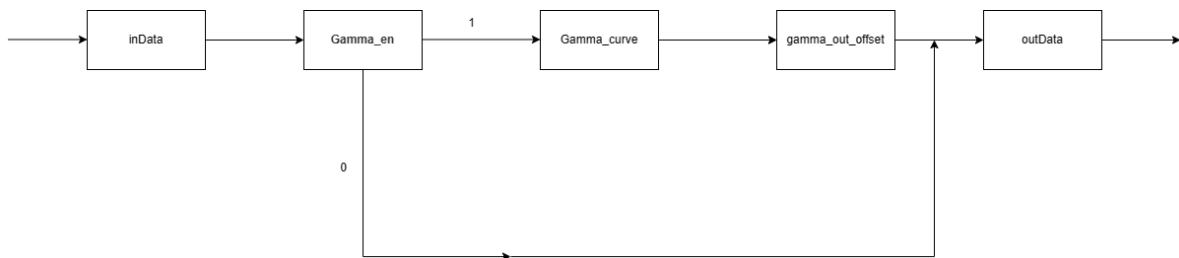 1
inData
Gamma_en
Gamma_curve
gamma_out_offset
outData
0